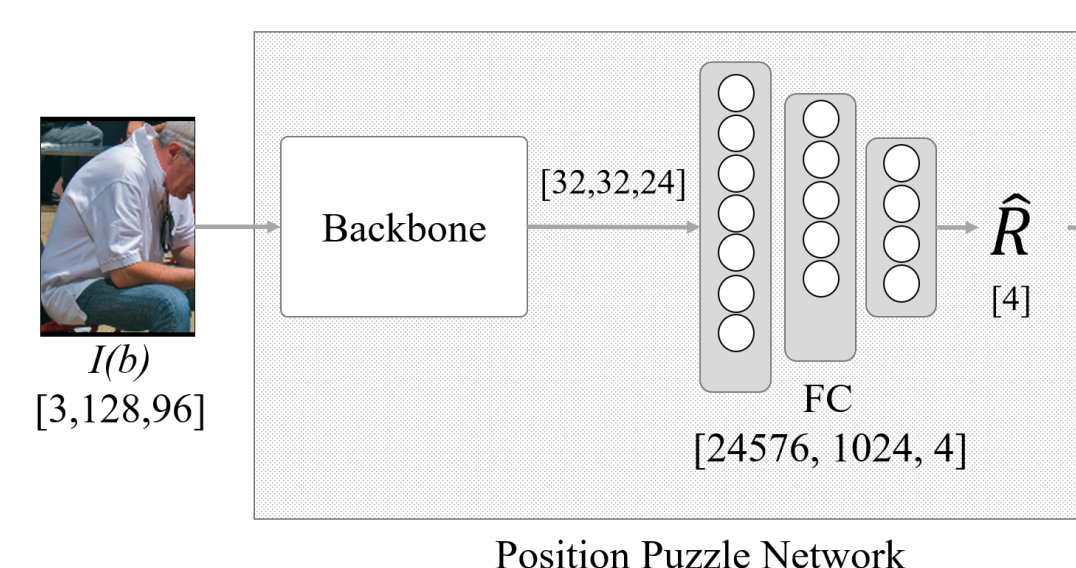 I(b)
[3,128,96]
Backbone
[32,32,24]
FC
[24576, 1024, 4]
R̂
[4]
Position Puzzle Network